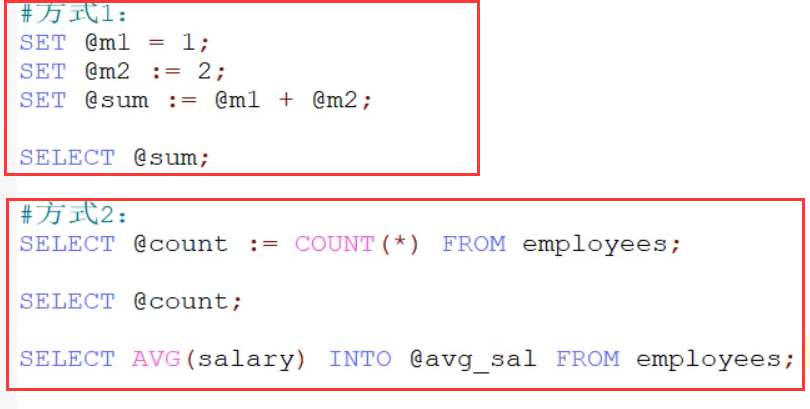 #方式1:
SET @m1 = 1;
SET @m2 := 2;
SET @sum := @m1 + @m2;
SELECT @sum;
#方式2:
SELECT @count := COUNT(*) FROM employees;
SELECT @count;
SELECT AVG(salary) INTO @avg_sal FROM employees;